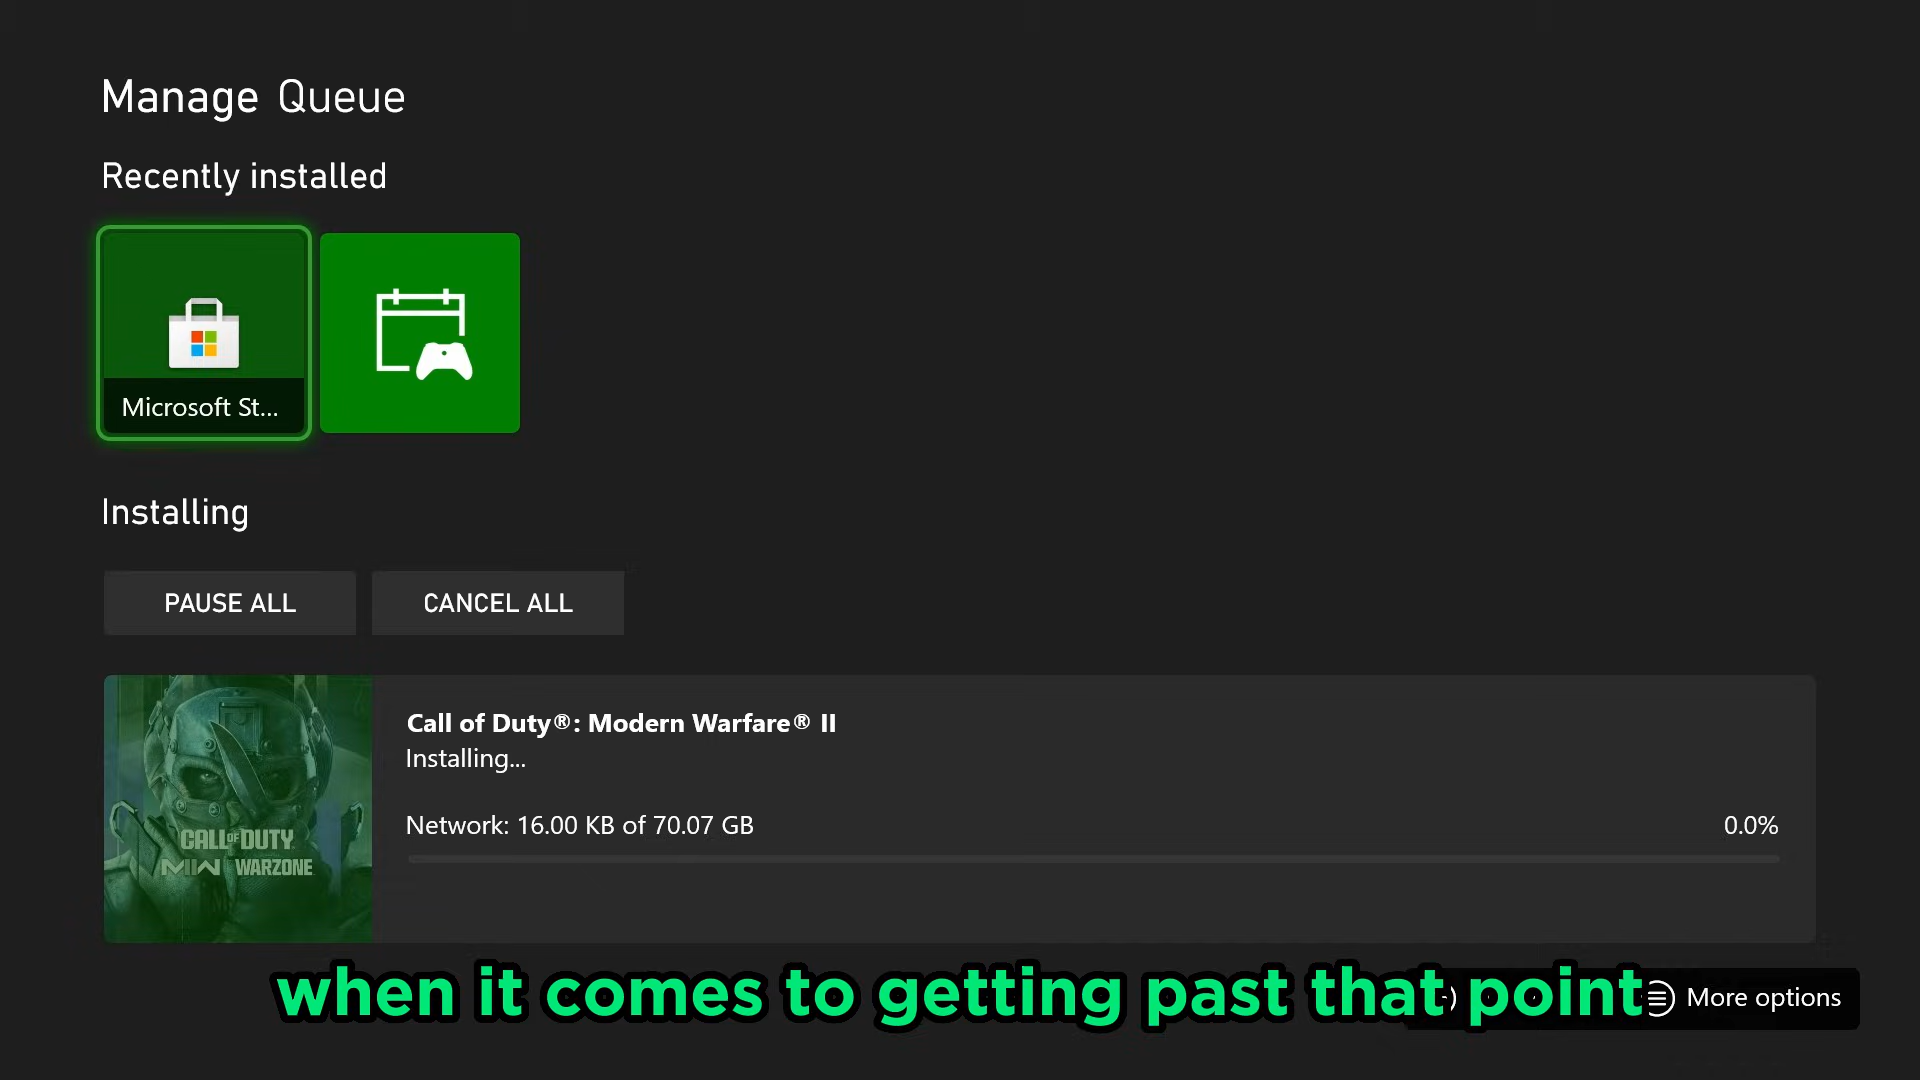 Manage Queue
Recently installed
Microsoft St...
Installing
PAUSE ALL
CANCEL ALL
Call of Duty®: Modern Warfare® II
Installing...
Network: 16.00 KB of 70.07 GB
0.0%
CALL OF DUTY
MWII WARZONE
when it comes to getting past that point
More options